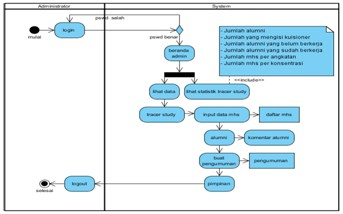 Administrator
System
pswd salah
login
mulai
pswd benar
beranda
admin
- Jumlah alumni
- Jumlah yang mengisi kuisioner
- Jumlah alumni yang belum berkerja
- Jumlah alumni yang sudah berkerja
- Jumlah mhs per angkatan
- Jumlah mhs per konsentrasi
<<include>>
lihat data
lihat statistik tracer study
tracer study
input data mhs
daftar mhs
alumni
komentar alumni
buat
pengumuman
pengumuman
logout
pimpinan
selesai